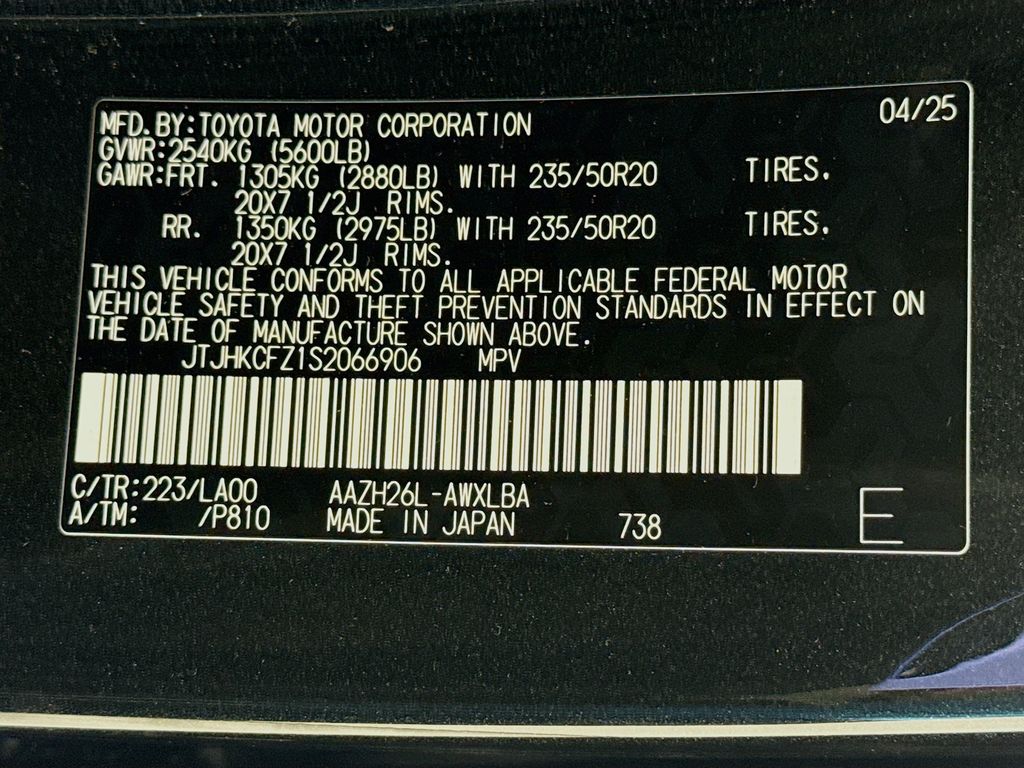 04/25
MFD. BY:TOYOTA MOTOR CORPORATION
GVWR:2540KG (5600LB)
GAWR:FRT. 1305KG (2880LB) WITH 235/50R20 TIRES.
20X7 1/2J RIMS.
RR. 1350KG (2975LB) WITH 235/50R20 TIRES.
20X7 1/2J RIMS.
THIS VEHICLE CONFORMS TO ALL APPLICABLE FEDERAL MOTOR
VEHICLE SAFETY AND THEFT PREVENTION STANDARDS IN EFFECT ON
THE DATE OF MANUFACTURE SHOWN ABOVE.
JTJHKCFZ1S2066906 MPV
C/TR:223/LA00 AAZH26L-AWXLBA
A/TM: /P810 MADE IN JAPAN 738 E